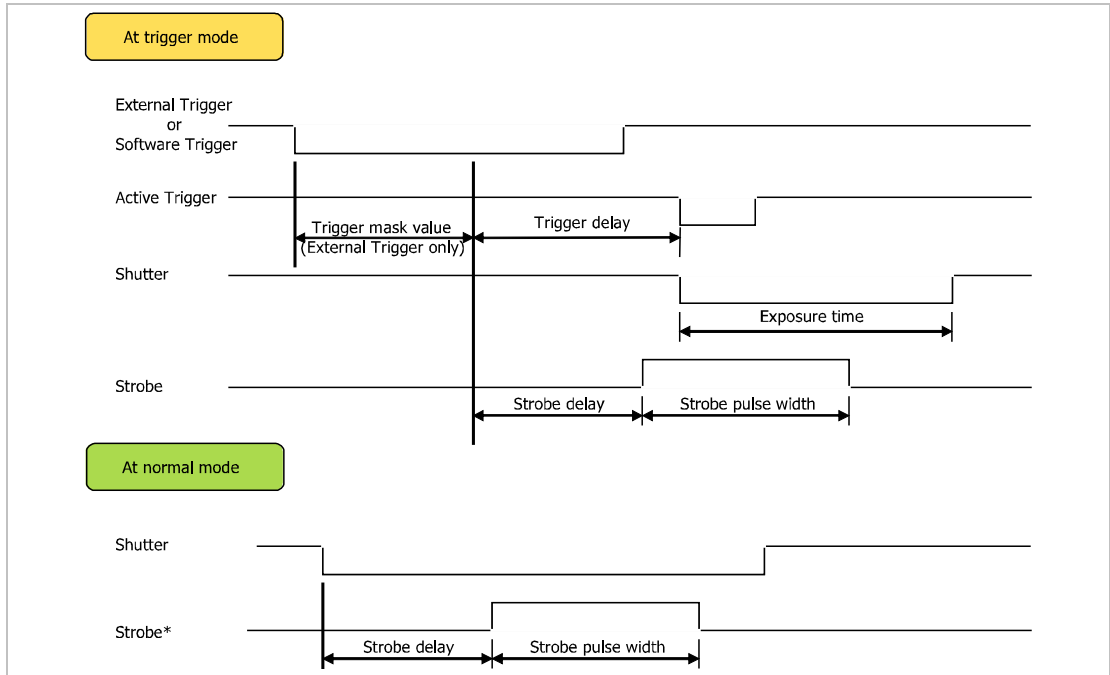 At trigger mode
External Trigger
or
Software Trigger
Active Trigger
Trigger mask value
(External Trigger only)
Trigger delay
Shutter
Exposure time
Strobe
Strobe delay
Strobe pulse width
At normal mode
Shutter
Strobe*
Strobe delay
Strobe pulse width